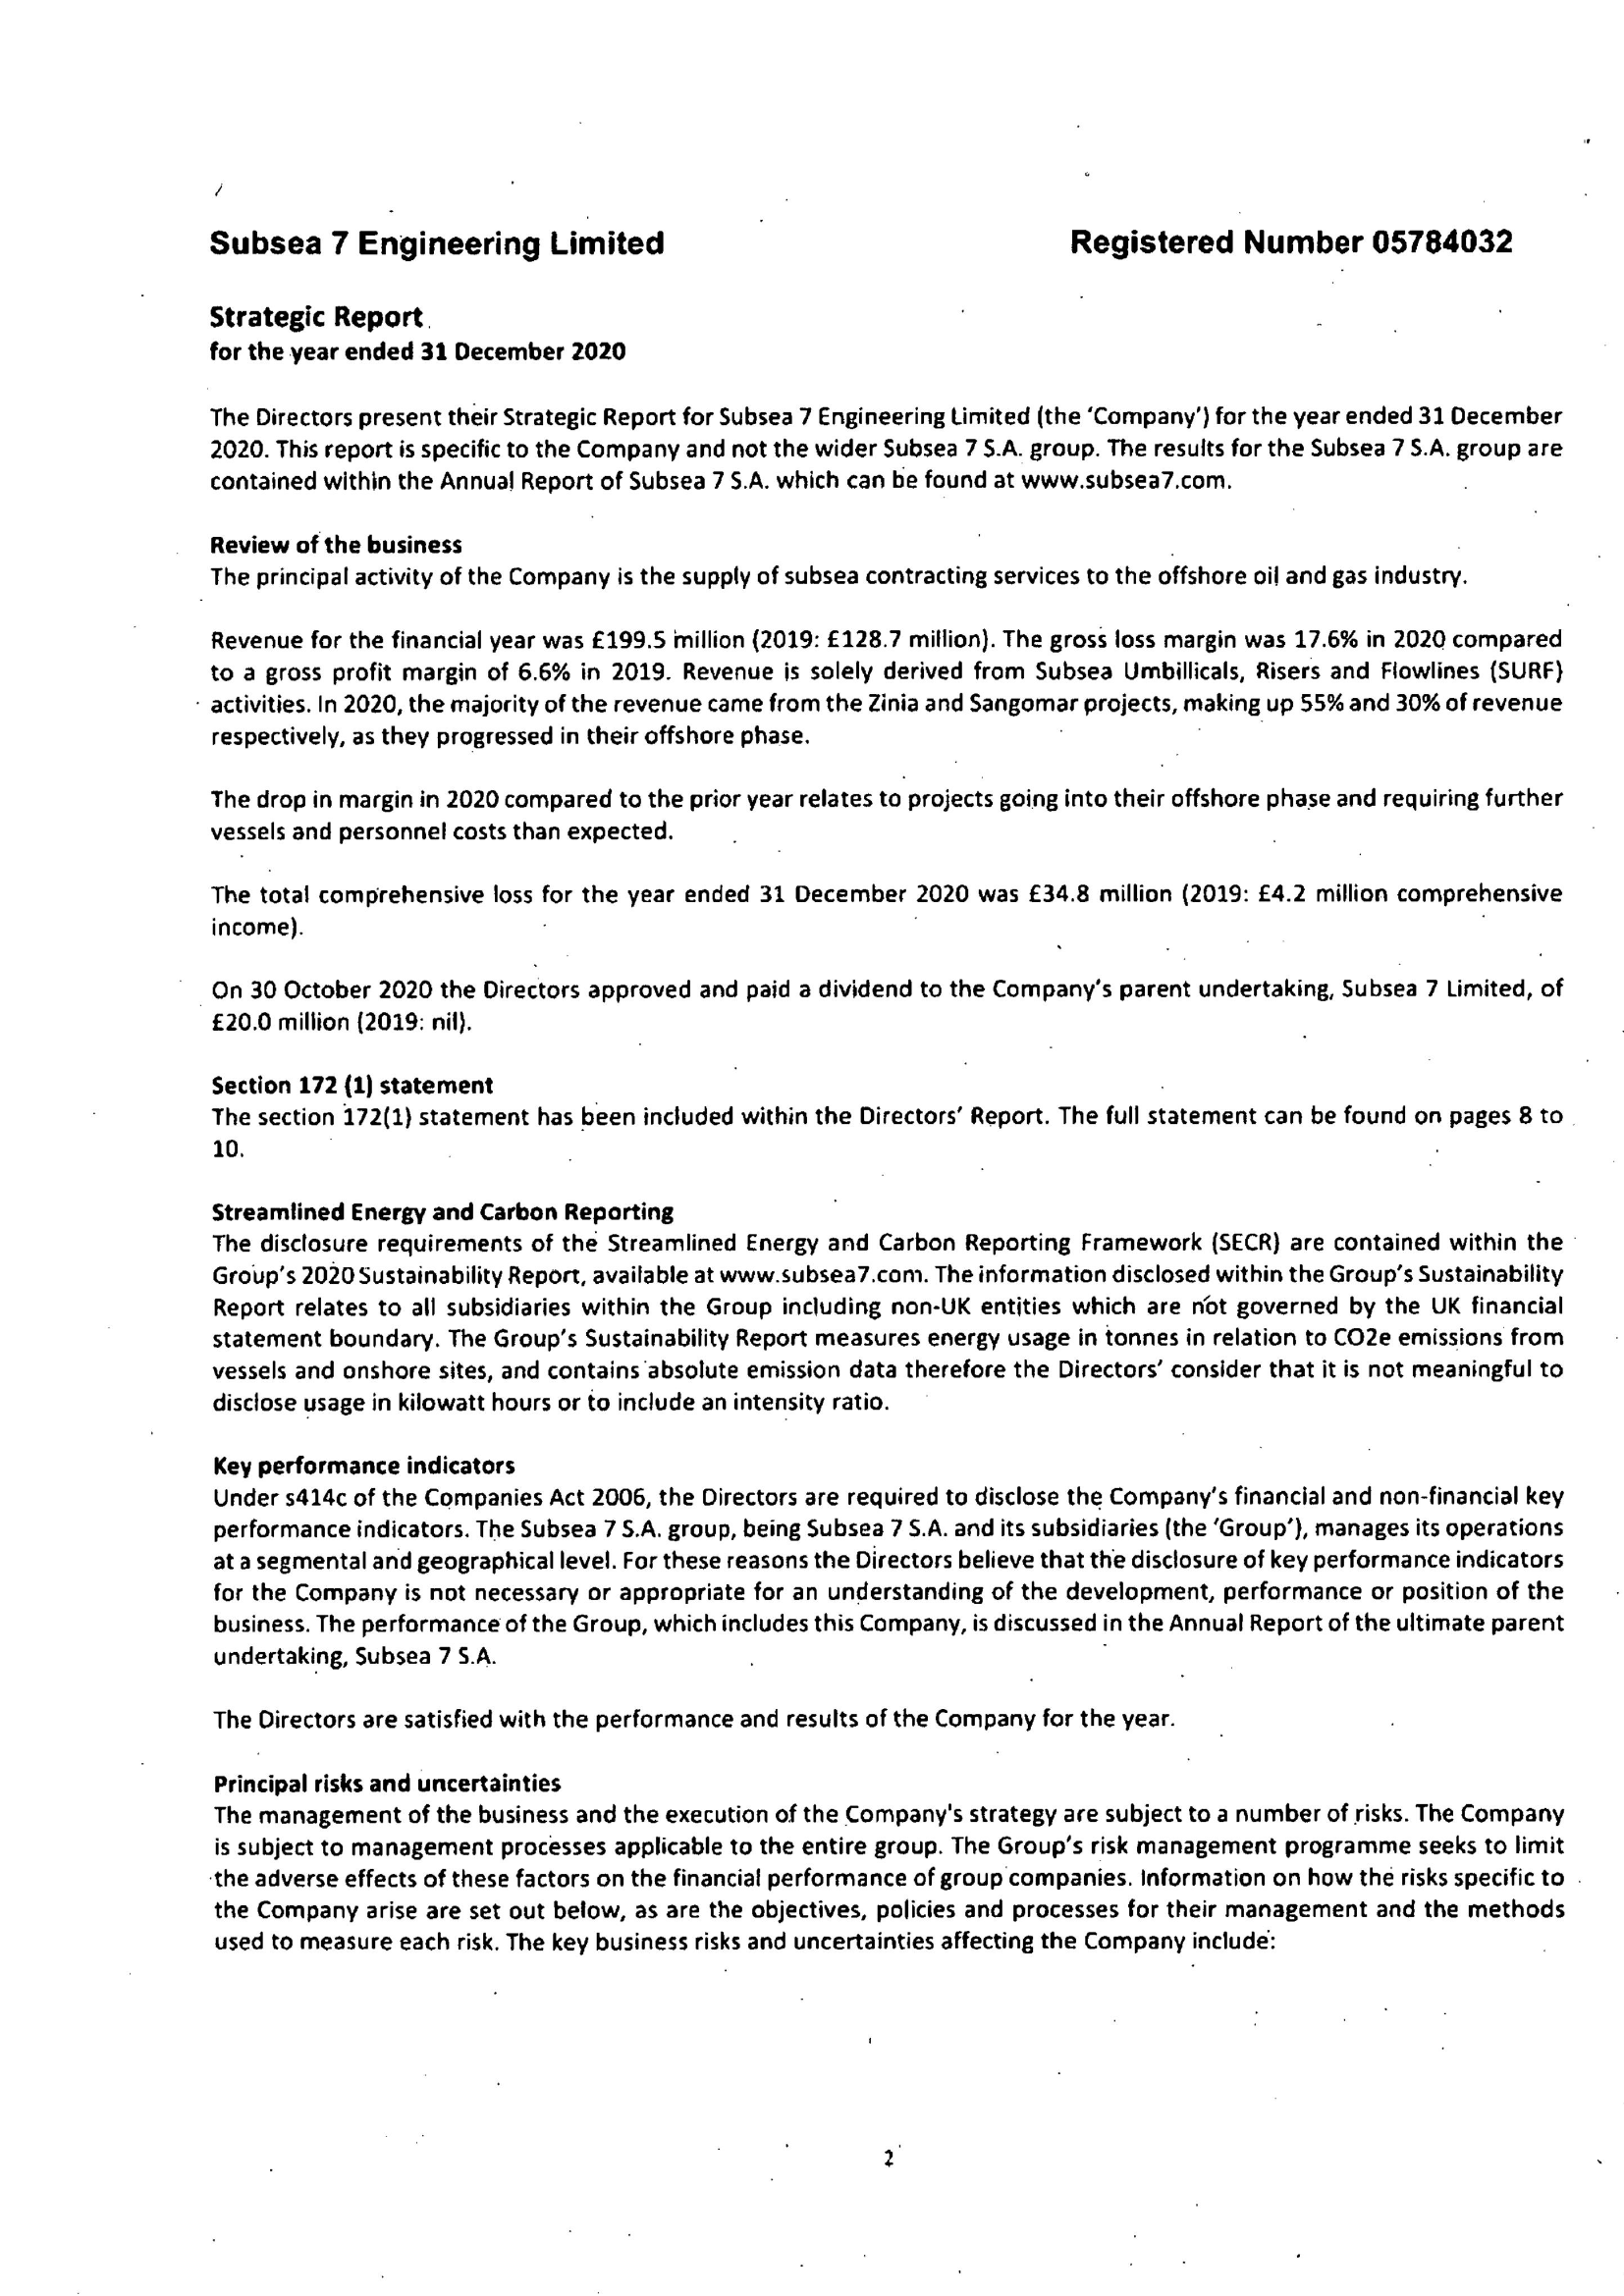 Subsea 7 Engineering Limited Registered Number 05784032
Strategic Report
for the year ended 31 December 2020
The Directors present their Strategic Report for Subsea 7 Engineering Limited (the ‘Company’) for the year ended 31 December
2020. This report is specific to the Company and not the wider Subsea 7 S.A. group. The results for the Subsea 7 S.A. group are
contained within the Annual Report of Subsea 7 S.A. which can be found at www.subsea7.com.
Review of the business
The principal activity of the Company is the supply of subsea contracting services to the offshore oil and gas industry.
Revenue for the financial year was £199.5 million (2019: £128.7 million). The gross loss margin was 17.6% in 2020 compared
to a gross profit margin of 6.6% in 2019. Revenue is solely derived from Subsea Umbillicals, Risers and Flowlines (SURF)
activities. In 2020, the majority of the revenue came from the Zinia and Sangomar projects, making up 55% and 30% of revenue
respectively, as they progressed in their offshore phase.
The drop in margin in 2020 compared to the prior year relates to projects going into their offshore phase and requiring further
vessels and personnel costs than expected.
The total comprehensive loss for the year ended 31 December 2020 was £34.8 million (2019: £4.2 million comprehensive
income).
On 30 October 2020 the Directors approved and paid a dividend to the Company’s parent undertaking, Subsea 7 Limited, of
£20.0 million (2019: nil).
Section 172 (1) statement
The section 172(1) statement has been included within the Directors’ Report. The full statement can be found on pages 8 to
10.
Streamlined Energy and Carbon Reporting
The disclosure requirements of the Streamlined Energy and Carbon Reporting Framework (SECR) are contained within the
Group’s 2020 Sustainability Report, available at www.subsea7.com. The information disclosed within the Group’s Sustainability
Report relates to all subsidiaries within the Group including non-UK entities which are not governed by the UK financial
statement boundary. The Group’s Sustainability Report measures energy usage in tonnes in relation to CO2e emissions from
vessels and onshore sites, and contains absolute emission data therefore the Directors’ consider that it is not meaningful to
disclose usage in kilowatt hours or to include an intensity ratio.
Key performance indicators
Under s414c of the Companies Act 2006, the Directors are required to disclose the Company’s financial and non-financial key
performance indicators. The Subsea 7 S.A. group, being Subsea 7 S.A. and its subsidiaries (the ‘Group’), manages its operations
at a segmental and geographical level. For these reasons the Directors believe that the disclosure of key performance indicators
for the Company is not necessary or appropriate for an understanding of the development, performance or position of the
business. The performance of the Group, which includes this Company, is discussed in the Annual Report of the ultimate parent
undertaking, Subsea 7 S.A.
The Directors are satisfied with the performance and results of the Company for the year.
Principal risks and uncertainties
The management of the business and the execution of the Company's strategy are subject to a number of risks. The Company
is subject to management processes applicable to the entire group. The Group’s risk management programme seeks to limit
the adverse effects of these factors on the financial performance of group companies. Information on how the risks specific to
the Company arise are set out below, as are the objectives, policies and processes for their management and the methods
used to measure each risk. The key business risks and uncertainties affecting the Company include:
2